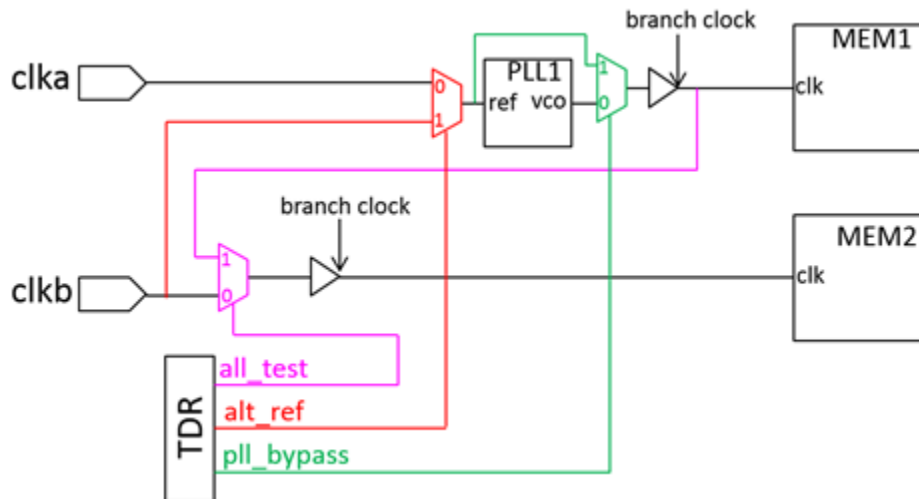 branch clock
MEM1
clka
0
1
PLL1
ref
vco
1
0
clk
branch clock
MEM2
clkb
1
0
clk
TDR
all_test
alt_ref
pll_bypass